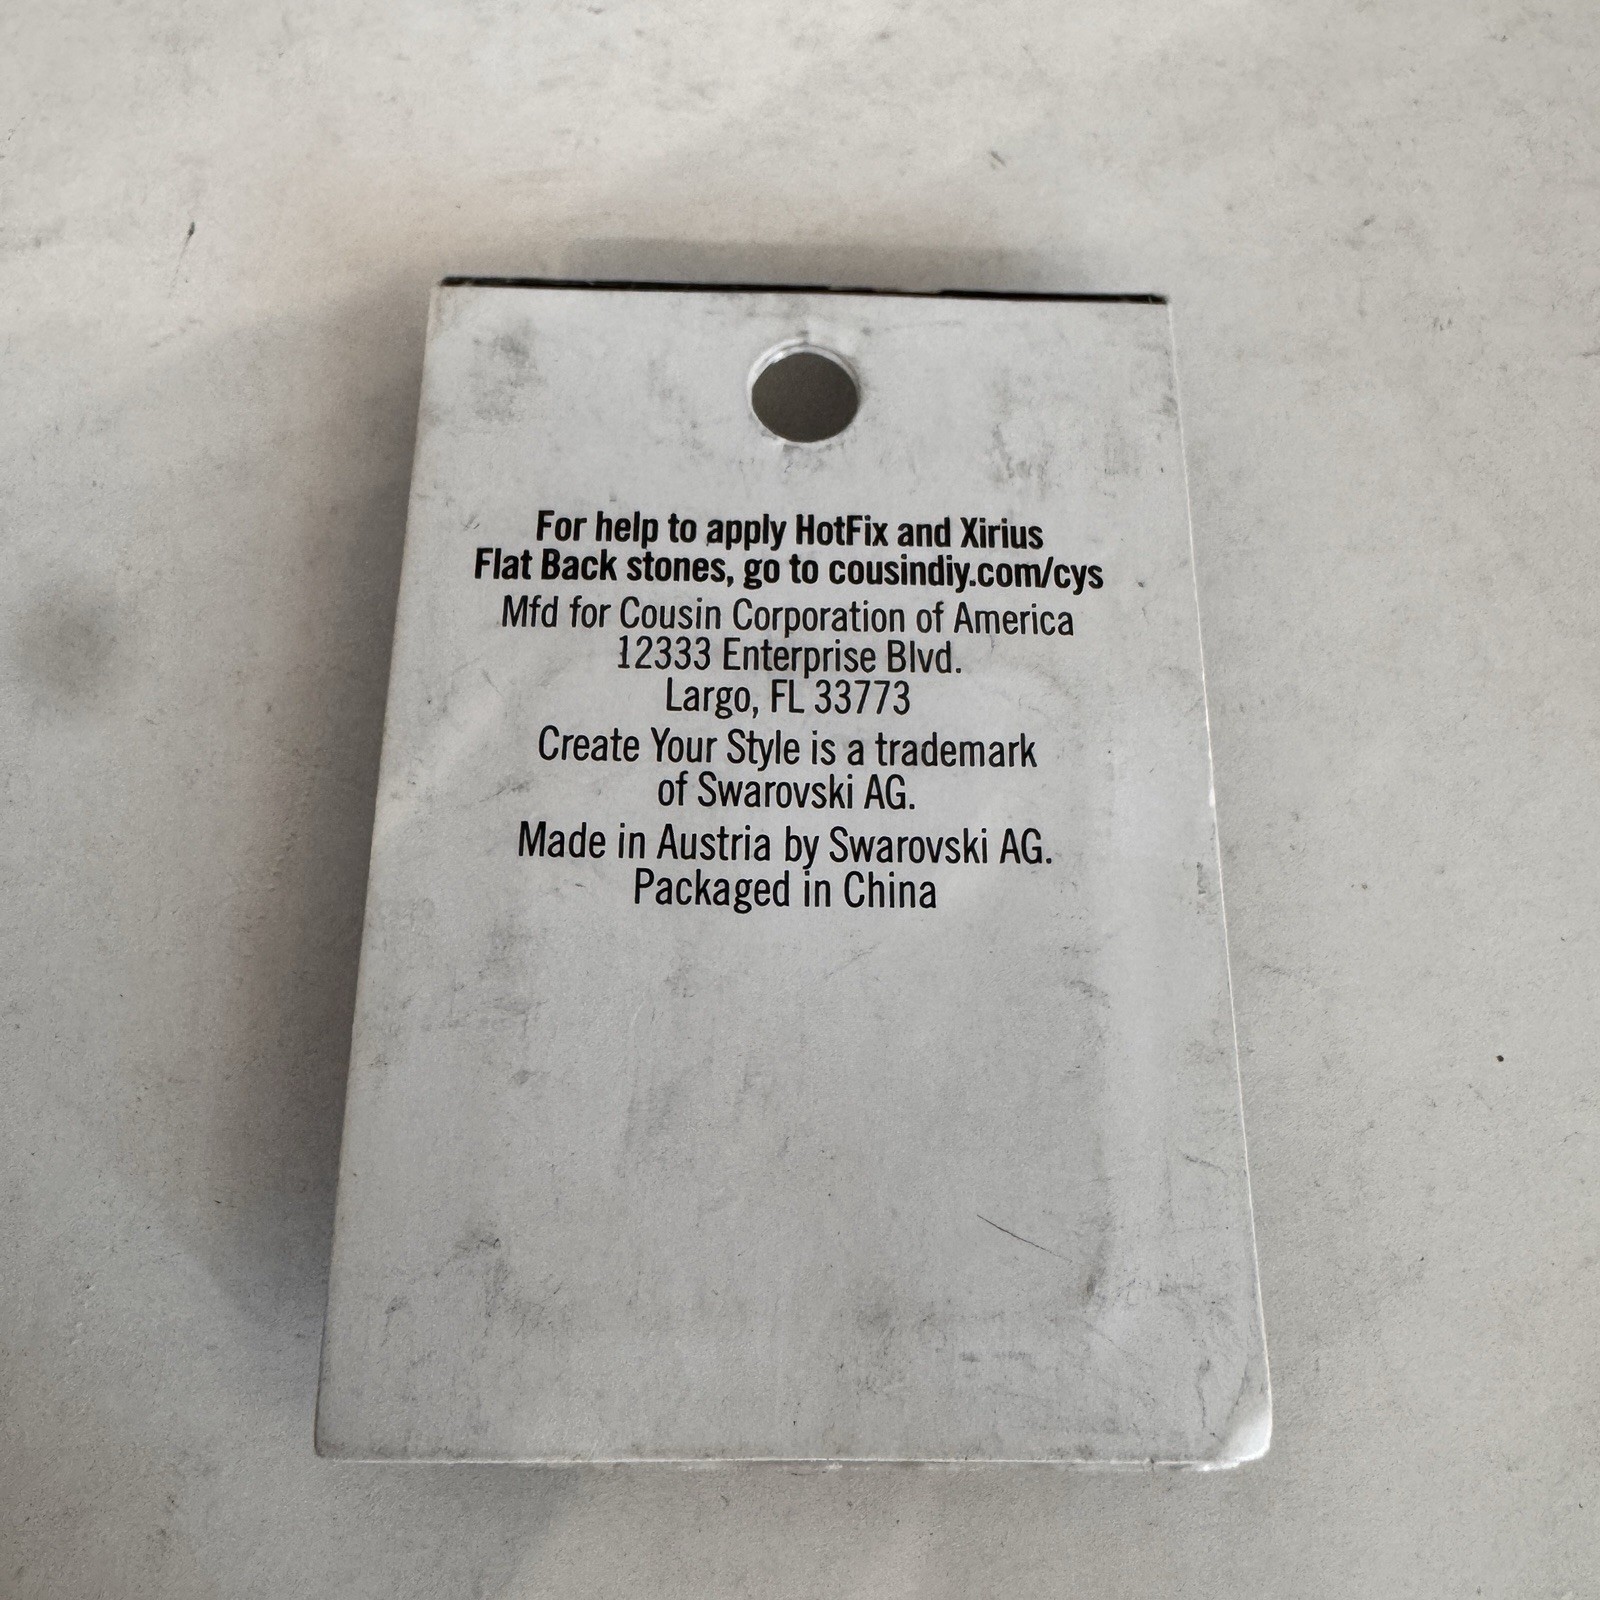 For help to apply HotFix and Xirius
Flat Back stones, go to cousindiy.com/cys
Mfd for Cousin Corporation of America
12333 Enterprise Blvd.
Largo, FL 33773
Create Your Style is a trademark
of Swarovski AG.
Made in Austria by Swarovski AG.
Packaged in China